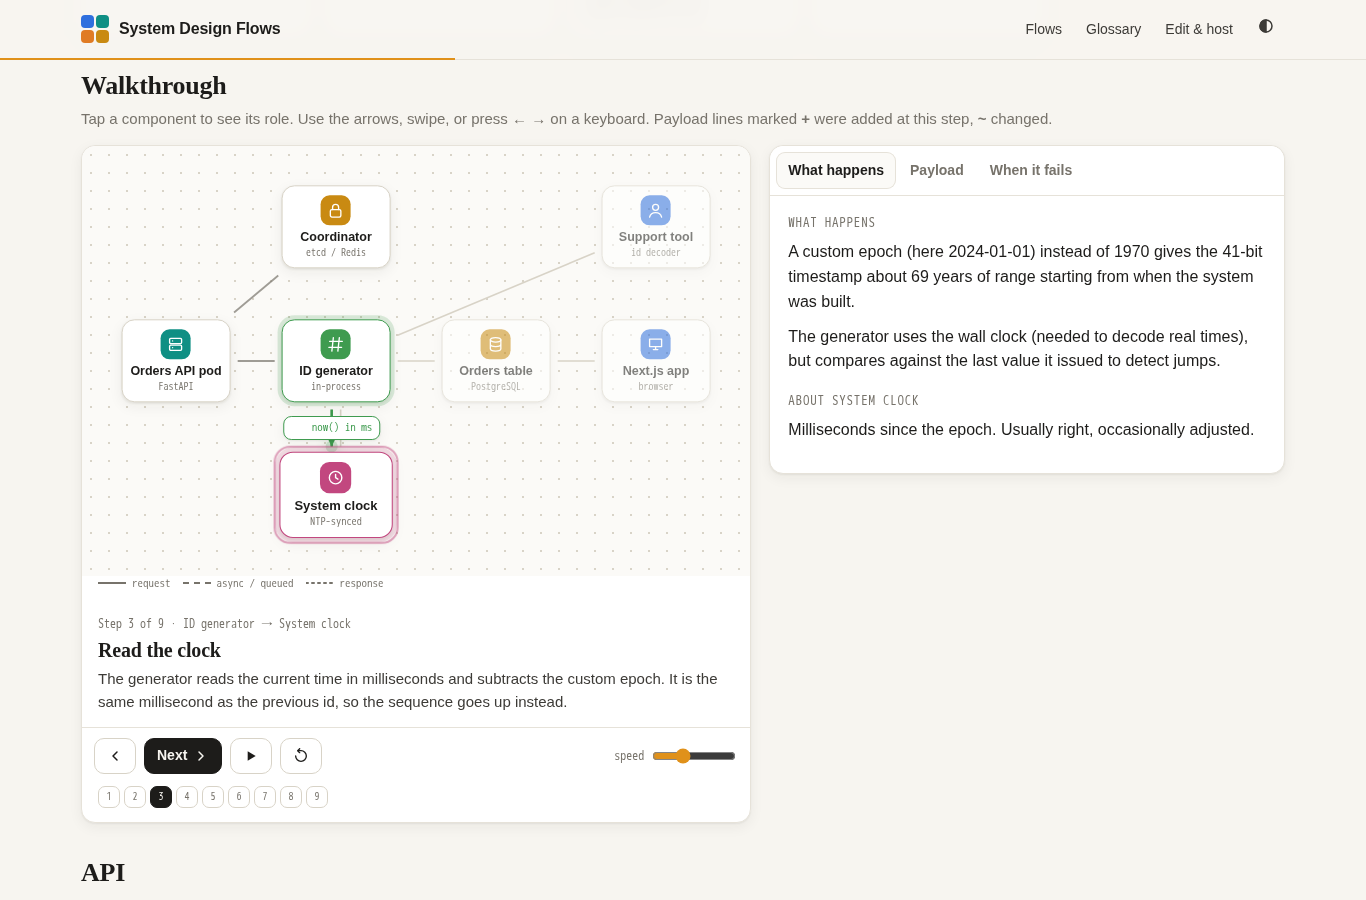 System Design Flows
Flows
Glossary
Edit & host
Walkthrough
Tap a component to see its role. Use the arrows, swipe, or press ← → on a keyboard. Payload lines marked + were added at this step, ~ changed.
Coordinator
etcd / Redis
Support tool
id decoder
Orders API pod
FastAPI
ID generator
in-process
Orders table
PostgreSQL
Next.js app
browser
now() in ms
System clock
NTP-synced
request
async / queued
response
Step 3 of 9 · ID generator → System clock
Read the clock
The generator reads the current time in milliseconds and subtracts the custom epoch. It is the
same millisecond as the previous id, so the sequence goes up instead.
Next
speed
1 2 3 4 5 6 7 8 9
What happens
Payload
When it fails
WHAT HAPPENS
A custom epoch (here 2024-01-01) instead of 1970 gives the 41-bit
timestamp about 69 years of range starting from when the system
was built.
The generator uses the wall clock (needed to decode real times),
but compares against the last value it issued to detect jumps.
ABOUT SYSTEM CLOCK
Milliseconds since the epoch. Usually right, occasionally adjusted.
API